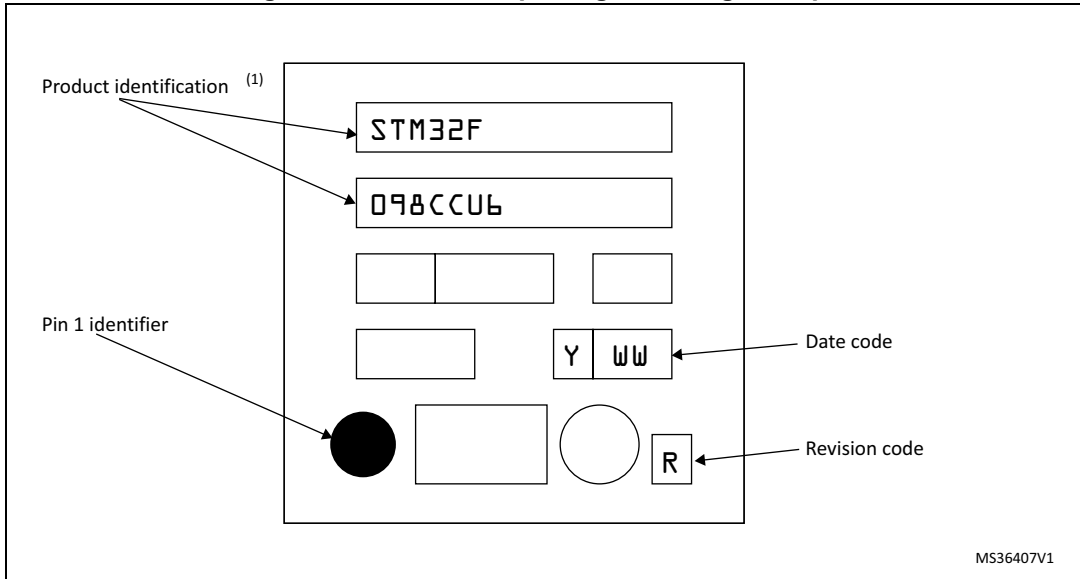 Product identification (1)
STM32F
098CCU6
Pin 1 identifier
Y WW
Date code
R
Revision code
MS36407V1